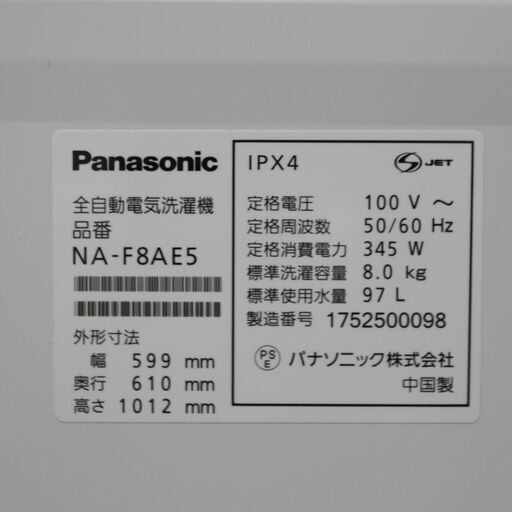 Panasonic
全自動電気洗濯機
品番
NA-F8AE5
外形寸法
幅 599 mm
奥行 610 mm
高さ 1012 mm
IPX4
S JET
定格電圧 100 V ～
定格周波数 50/60 Hz
定格消費電力 345 W
標準洗濯容量 8.0 kg
標準使用水量 97 L
製造番号 1752500098
PS E パナソニック株式会社
中国製